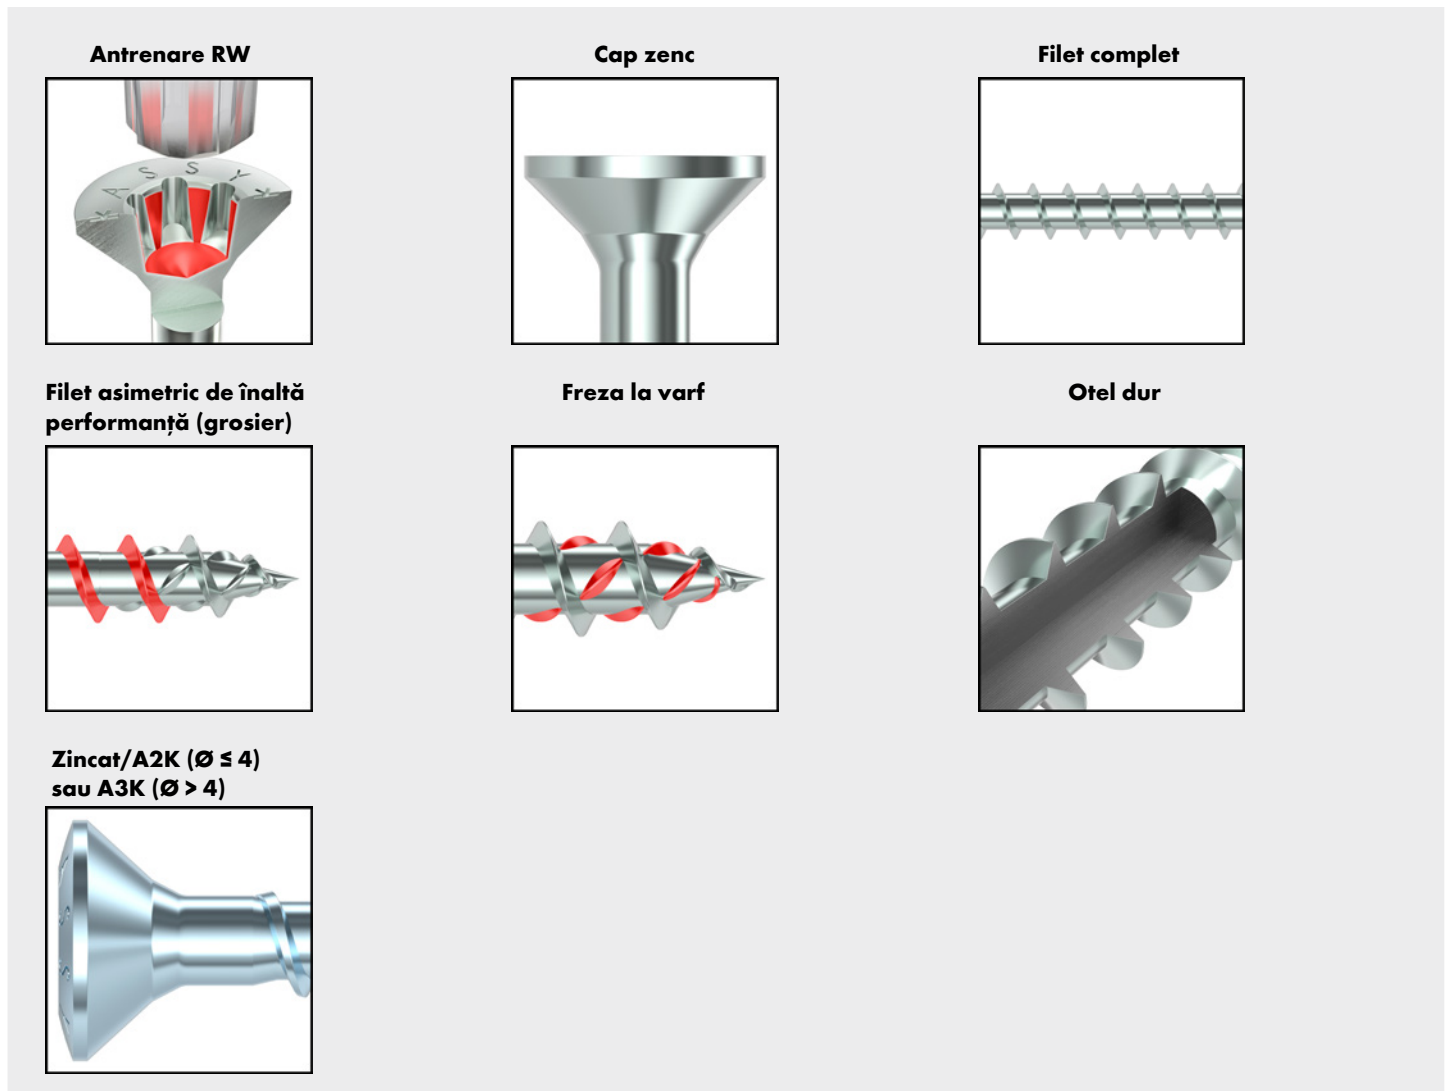 Antrenare RW
Cap zenc
Filet complet
ASSY
Filet asimetric de înaltă
performanță (grosier)
Freza la varf
Otel dur
Zincat/A2K (Ø ≤ 4)
sau A3K (Ø > 4)